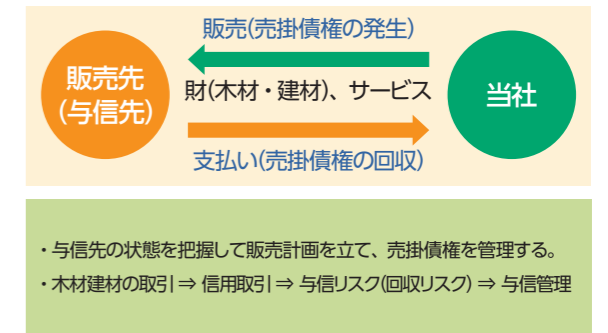 販売(売掛債権の発生)
販売先
(与信先)
財(木材・建材)、サービス
当社
支払い(売掛債権の回収)
・与信先の状態を把握して販売計画を立て、売掛債権を管理する。
・木材建材の取引⇒ 信用取引⇒ 与信リスク(回収リスク) ⇒ 与信管理